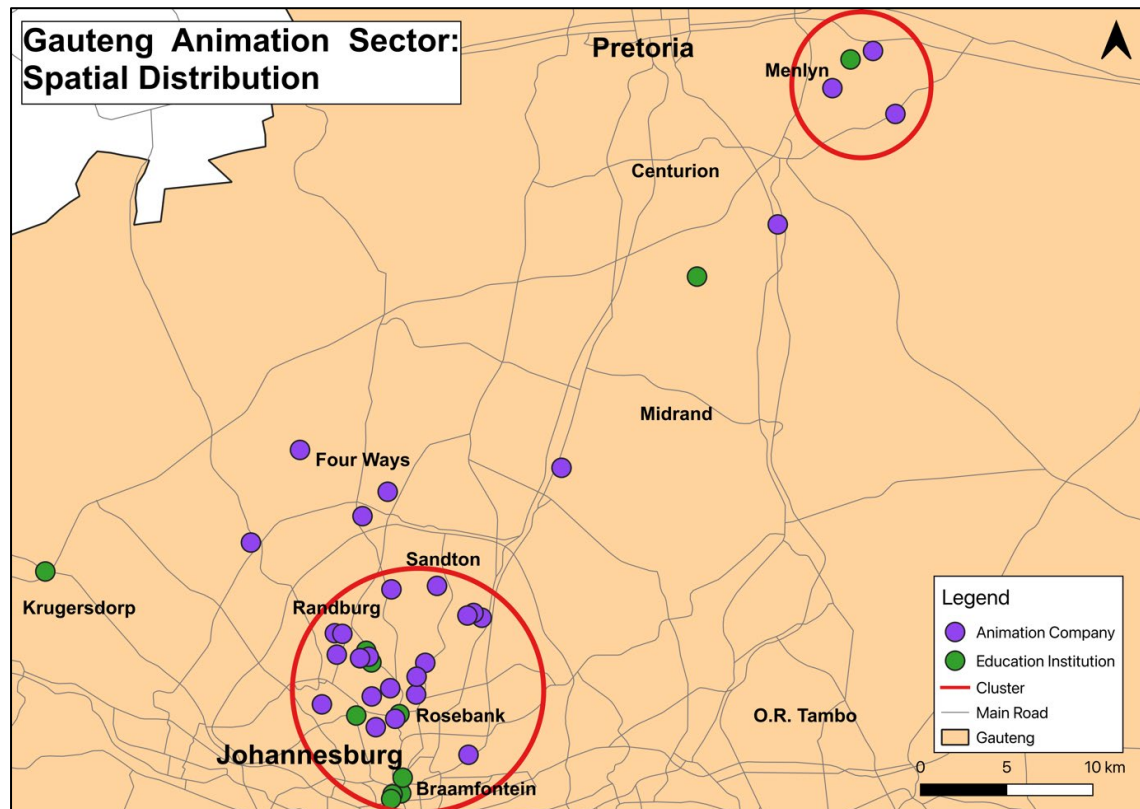 Gauteng Animation Sector:
Spatial Distribution
Pretoria
Menlyn
Centurion
Midrand
Four Ways
Sandton
Krugersdorp
Randburg
Rosebank
O.R. Tambo
Johannesburg
Braamfontein
Legend
Animation Company
Education Institution
Cluster
Main Road
Gauteng
0 5 10 km